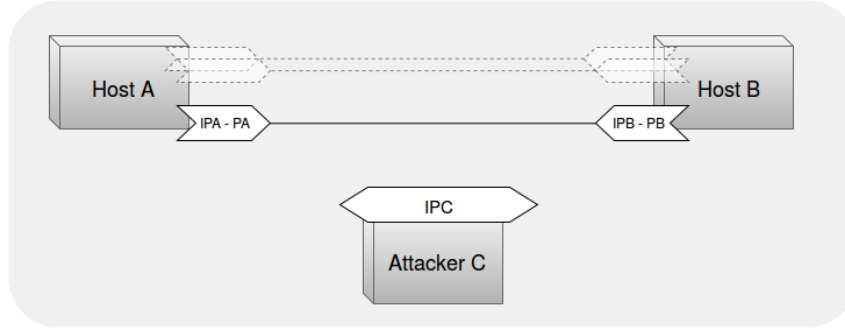 Host A
Host B
IPA - PA
IPB - PB
IPC
Attacker C